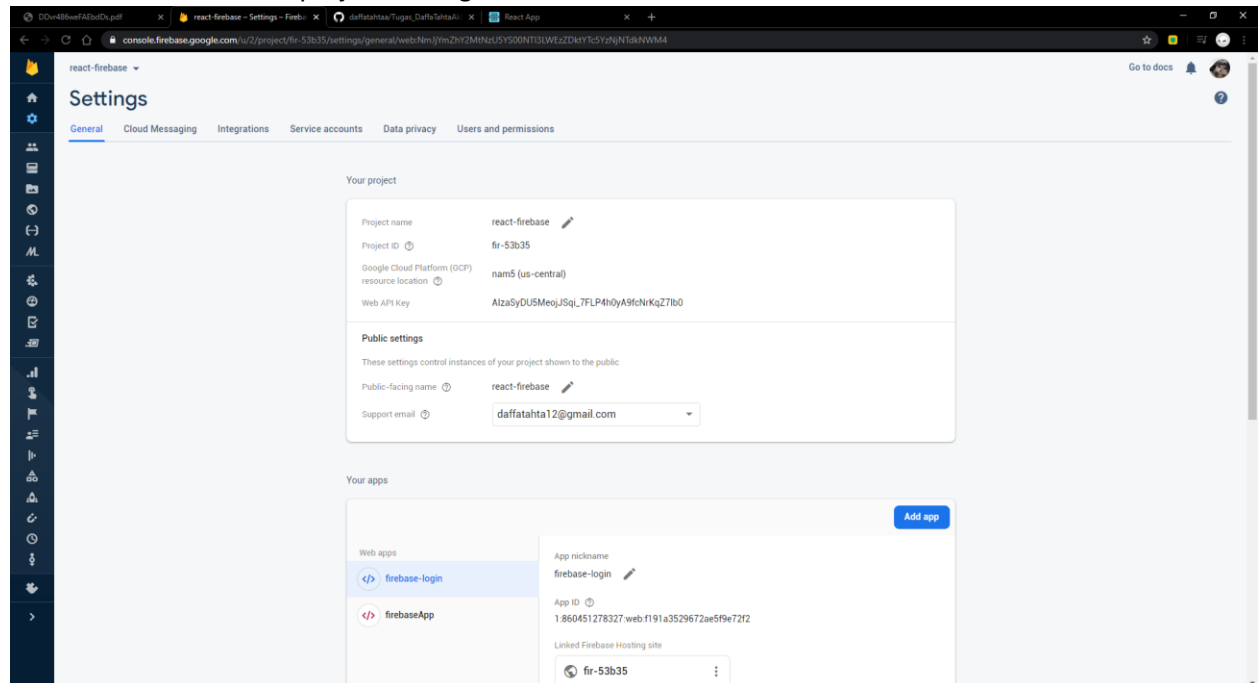 DDvr486weFAEbdDs.pdf
react-firebase – Settings – Fireba
daffatahtaa/Tugas_DaffaTahtaAi
React App
console.firebase.google.com/u/2/project/fir-53b35/settings/general/web:NmJjYmZhY2MtNzU5YS00NTI3LWEzZDktYTc5YzNjNTdkNWM4
react-firebase
Go to docs
Settings
General Cloud Messaging Integrations Service accounts Data privacy Users and permissions
Your project
Project name react-firebase
Project ID fir-53b35
Google Cloud Platform (GCP)
resource location nam5 (us-central)
Web API Key AIzaSyDU5MeojJSqi_7FLP4h0yA9fcNrKqZ7Ib0
Public settings
These settings control instances of your project shown to the public
Public-facing name react-firebase
Support email daffatahta12@gmail.com
Your apps
Add app
Web apps
firebase-login
firebaseApp
App nickname
firebase-login
App ID
1:860451278327:web:f191a3529672ae5f9e72f2
Linked Firebase Hosting site
fir-53b35